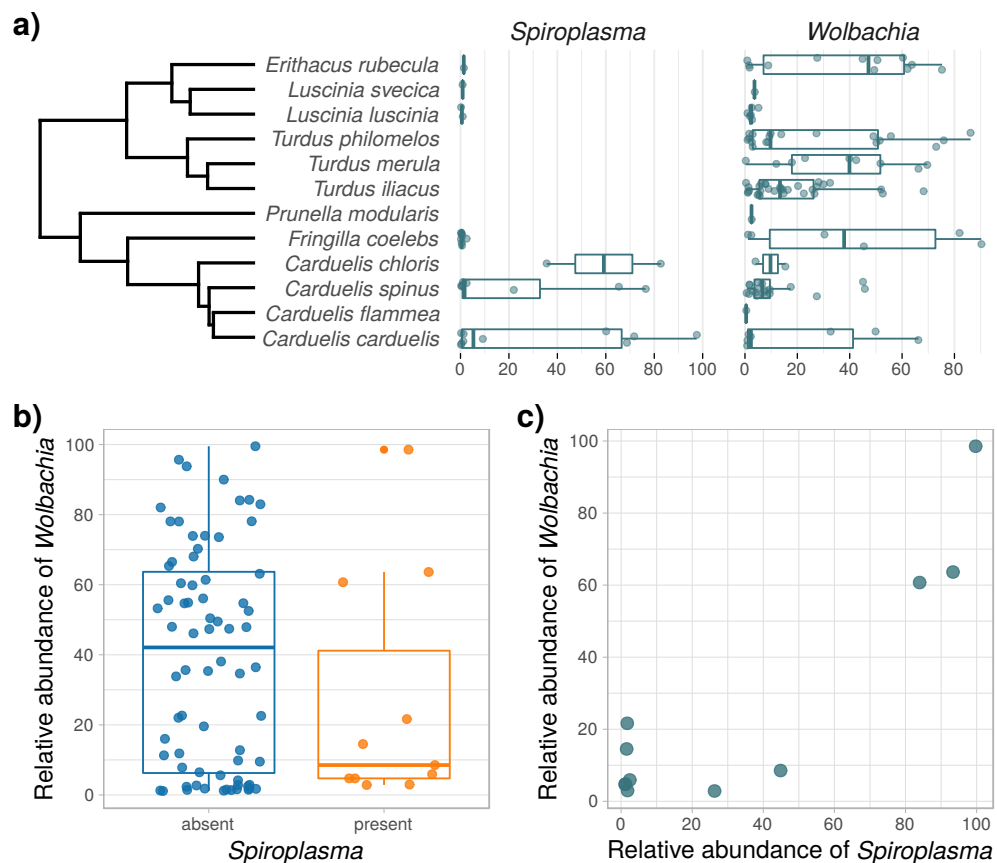 a)
Spiroplasma
Wolbachia
Erithacus rubecula
Luscinia svecica
Luscinia luscinia
Turdus philomelos
Turdus merula
Turdus iliacus
Prunella modularis
Fringilla coelebs
Carduelis chloris
Carduelis spinus
Carduelis flammea
Carduelis carduelis
0 20 40 60 80 100
0 20 40 60 80
b)
Relative abundance of Wolbachia
100
80
60
40
20
0
absent present
Spiroplasma
c)
Relative abundance of Wolbachia
100
80
60
40
20
0
0 20 40 60 80 100
Relative abundance of Spiroplasma